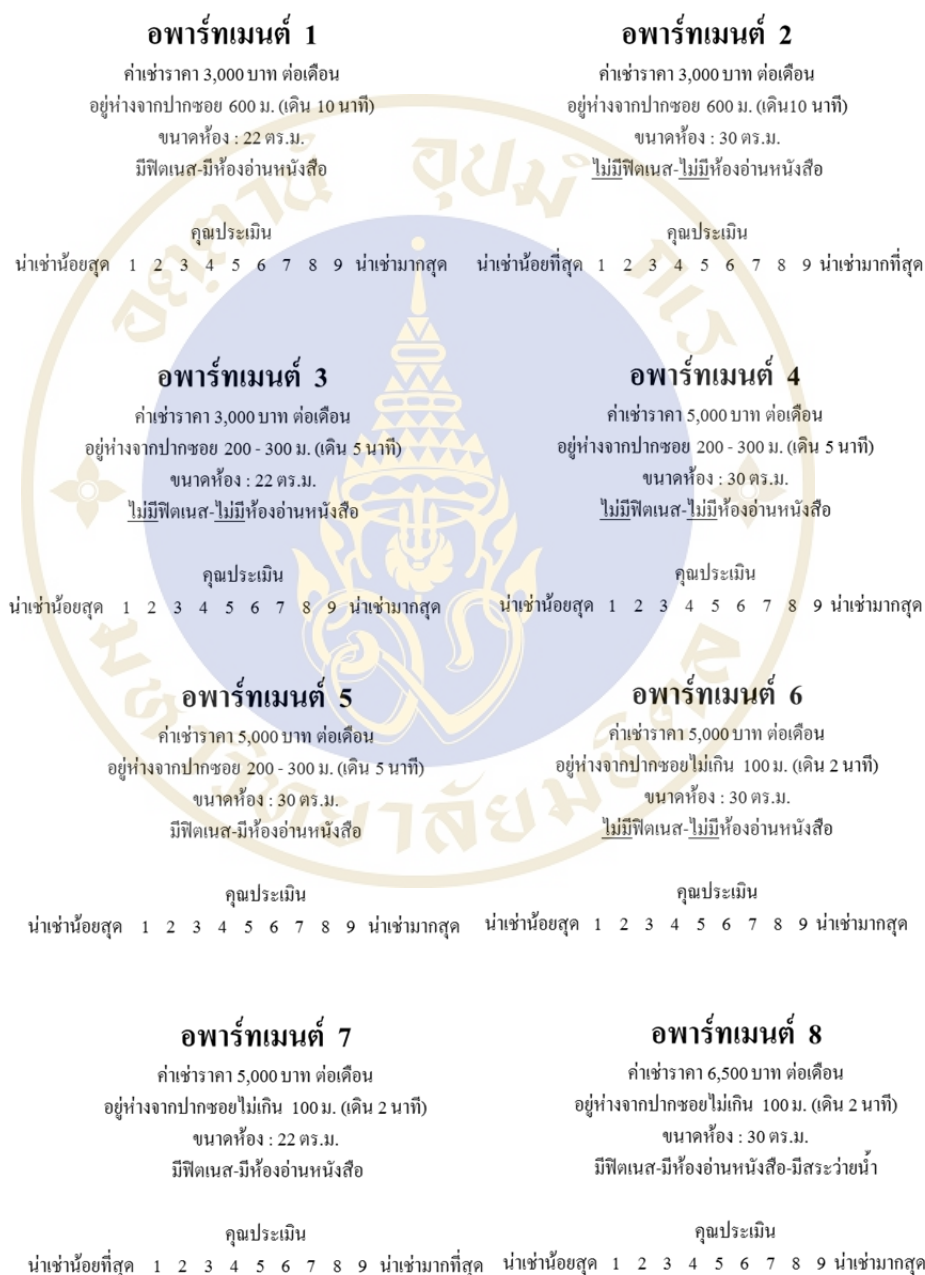 อพาร์ทเมนต์ 1
ค่าเช่าราคา 3,000 บาท ต่อเดือน
อยู่ห่างจากปากซอย 600 ม. (เดิน 10 นาที)
ขนาดห้อง : 22 ตร.ม.
มีฟิตเนส-มีห้องอ่านหนังสือ
คุณประเมิน
น่าเช่าน้อยสุด 1 2 3 4 5 6 7 8 9 น่าเช่ามากสุด
อพาร์ทเมนต์ 2
ค่าเช่าราคา 3,000 บาท ต่อเดือน
อยู่ห่างจากปากซอย 600 ม. (เดิน10 นาที)
ขนาดห้อง : 30 ตร.ม.
ไม่มีฟิตเนส-ไม่มีห้องอ่านหนังสือ
คุณประเมิน
น่าเช่าน้อยที่สุด 1 2 3 4 5 6 7 8 9 น่าเช่ามากที่สุด
อพาร์ทเมนต์ 3
ค่าเช่าราคา 3,000 บาท ต่อเดือน
อยู่ห่างจากปากซอย 200 - 300 ม. (เดิน 5 นาที)
ขนาดห้อง : 22 ตร.ม.
ไม่มีฟิตเนส-ไม่มีห้องอ่านหนังสือ
คุณประเมิน
น่าเช่าน้อยสุด 1 2 3 4 5 6 7 8 9 น่าเช่ามากสุด
อพาร์ทเมนต์ 4
ค่าเช่าราคา 5,000 บาท ต่อเดือน
อยู่ห่างจากปากซอย 200 - 300 ม. (เดิน 5 นาที)
ขนาดห้อง : 30 ตร.ม.
ไม่มีฟิตเนส-ไม่มีห้องอ่านหนังสือ
คุณประเมิน
น่าเช่าน้อยสุด 1 2 3 4 5 6 7 8 9 น่าเช่ามากสุด
อพาร์ทเมนต์ 5
ค่าเช่าราคา 5,000 บาท ต่อเดือน
อยู่ห่างจากปากซอย 200 - 300 ม. (เดิน 5 นาที)
ขนาดห้อง : 30 ตร.ม.
มีฟิตเนส-มีห้องอ่านหนังสือ
คุณประเมิน
น่าเช่าน้อยสุด 1 2 3 4 5 6 7 8 9 น่าเช่ามากสุด
อพาร์ทเมนต์ 6
ค่าเช่าราคา 5,000 บาท ต่อเดือน
อยู่ห่างจากปากซอยไม่เกิน 100 ม. (เดิน 2 นาที)
ขนาดห้อง : 30 ตร.ม.
ไม่มีฟิตเนส-ไม่มีห้องอ่านหนังสือ
คุณประเมิน
น่าเช่าน้อยสุด 1 2 3 4 5 6 7 8 9 น่าเช่ามากสุด
อพาร์ทเมนต์ 7
ค่าเช่าราคา 5,000 บาท ต่อเดือน
อยู่ห่างจากปากซอยไม่เกิน 100 ม. (เดิน 2 นาที)
ขนาดห้อง : 22 ตร.ม.
มีฟิตเนส-มีห้องอ่านหนังสือ
คุณประเมิน
น่าเช่าน้อยที่สุด 1 2 3 4 5 6 7 8 9 น่าเช่ามากที่สุด
อพาร์ทเมนต์ 8
ค่าเช่าราคา 6,500 บาท ต่อเดือน
อยู่ห่างจากปากซอยไม่เกิน 100 ม. (เดิน 2 นาที)
ขนาดห้อง : 30 ตร.ม.
มีฟิตเนส-มีห้องอ่านหนังสือ-มีสระว่ายน้ำ
คุณประเมิน
น่าเช่าน้อยสุด 1 2 3 4 5 6 7 8 9 น่าเช่ามากสุด
อตฺตานํ อุปมํ กเร
มหาวิทยาลัยมหิดล